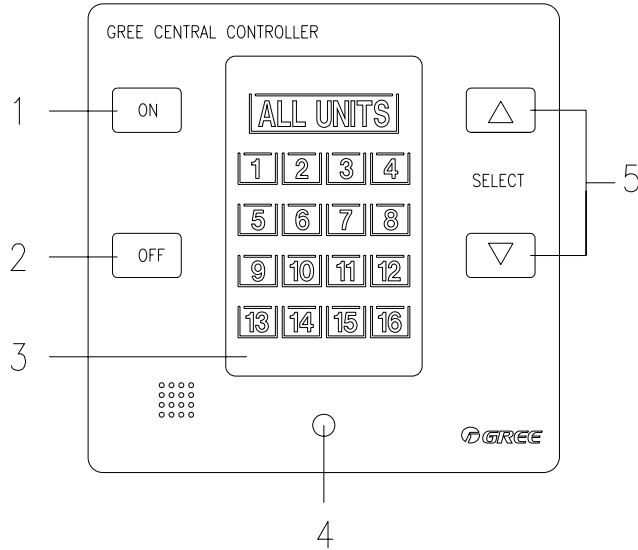 GREE CENTRAL CONTROLLER
1
ON
ALL UNITS
△
1 2 3 4
SELECT
5
5 6 7 8
2
OFF
▽
9 10 11 12
13 14 15 16
3
GREE
4